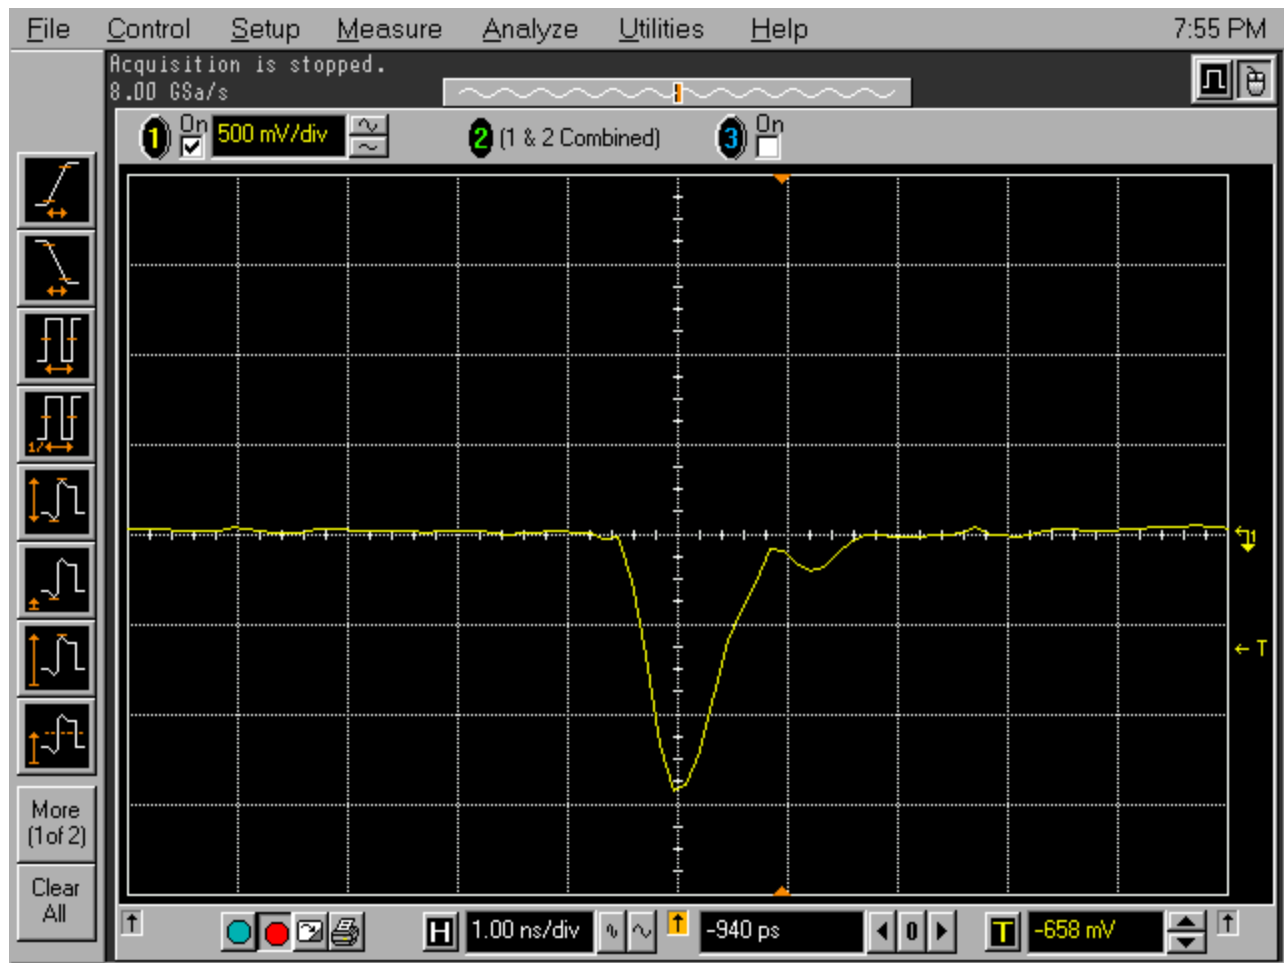 File Control Setup Measure Analyze Utilities Help 7:55 PM
Acquisition is stopped.
8.00 GSa/s
1 On 500 mV/div 2 (1 & 2 Combined) 3 On
1
← T
1/
More
(1of 2)
Clear
All
H 1.00 ns/div -940 ps 0 T -658 mV